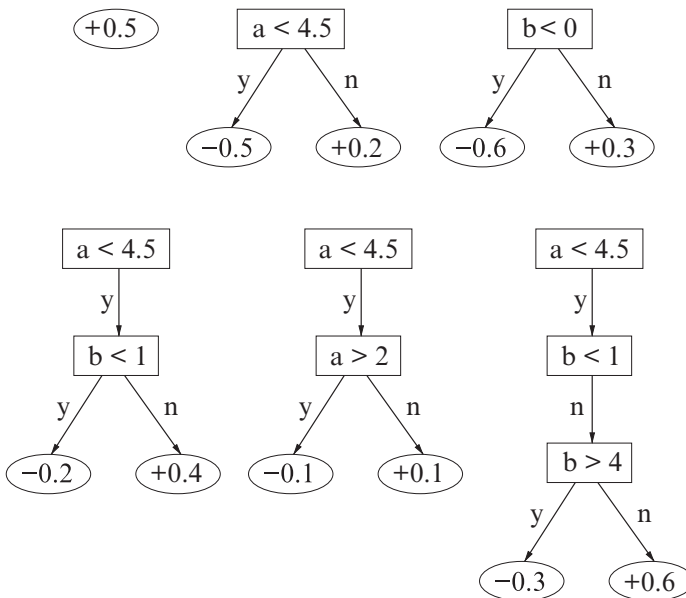 +0.5 a < 4.5 b < 0
y n y n
−0.5 +0.2 −0.6 +0.3
a < 4.5 a < 4.5 a < 4.5
y y y
b < 1 a > 2 b < 1
y n y n n
−0.2 +0.4 −0.1 +0.1 b > 4
y n
−0.3 +0.6